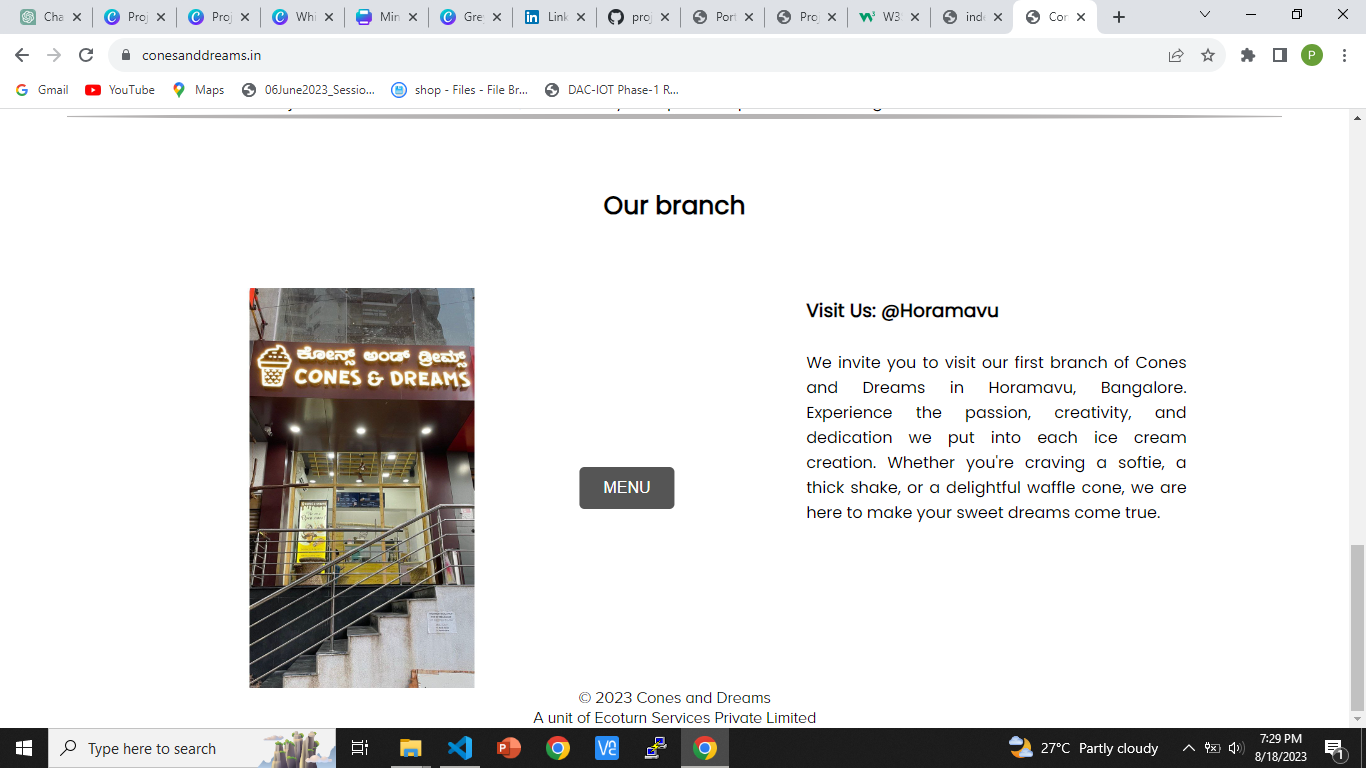 Cha
Proj
Proj
Whi
Min
Gre
Link
proj
Port
Proj
W3
inde
Cor
conesanddreams.in
P
Gmail
YouTube
Maps
06June2023_Sessio...
shop - Files - File Br...
DAC-IOT Phase-1 R...
Our branch
ಕೋನ್ಸ್ ಅಂಡ್ ಡ್ರೀಮ್ಸ್
CONES & DREAMS
MENU
Visit Us: @Horamavu
We invite you to visit our first branch of Cones
and Dreams in Horamavu, Bangalore.
Experience the passion, creativity, and
dedication we put into each ice cream
creation. Whether you're craving a softie, a
thick shake, or a delightful waffle cone, we are
here to make your sweet dreams come true.
© 2023 Cones and Dreams
A unit of Ecoturn Services Private Limited
Type here to search
27°C Partly cloudy
7:29 PM
8/18/2023
1